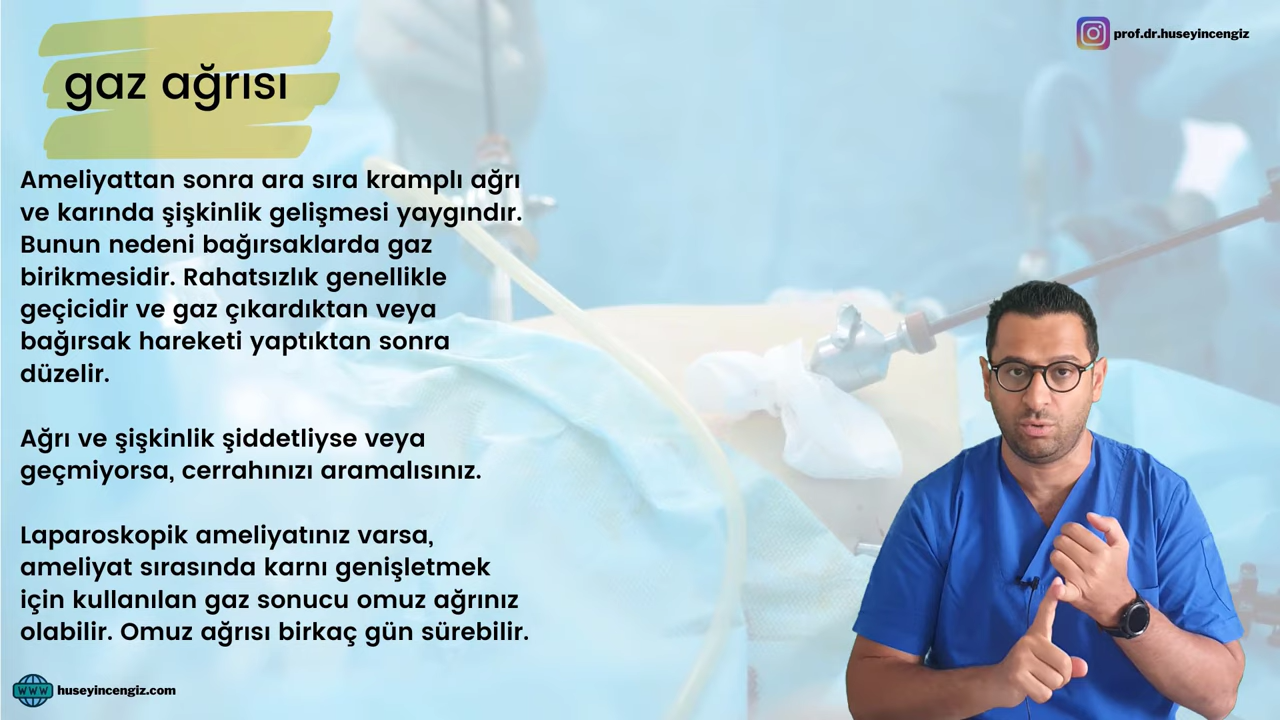 gaz ağrısı
prof.dr.huseyincengiz
Ameliyattan sonra ara sıra kramplı ağrı
ve karında şişkinlik gelişmesi yaygındır.
Bunun nedeni bağırsaklarda gaz
birikmesidir. Rahatsızlık genellikle
geçicidir ve gaz çıkardıktan veya
bağırsak hareketi yaptıktan sonra
düzelir.
Ağrı ve şişkinlik şiddetliyse veya
geçmiyorsa, cerrahınızı aramalısınız.
Laparoskopik ameliyatınız varsa,
ameliyat sırasında karnı genişletmek
için kullanılan gaz sonucu omuz ağrınız
olabilir. Omuz ağrısı birkaç gün sürebilir.
WWW huseyincengiz.com